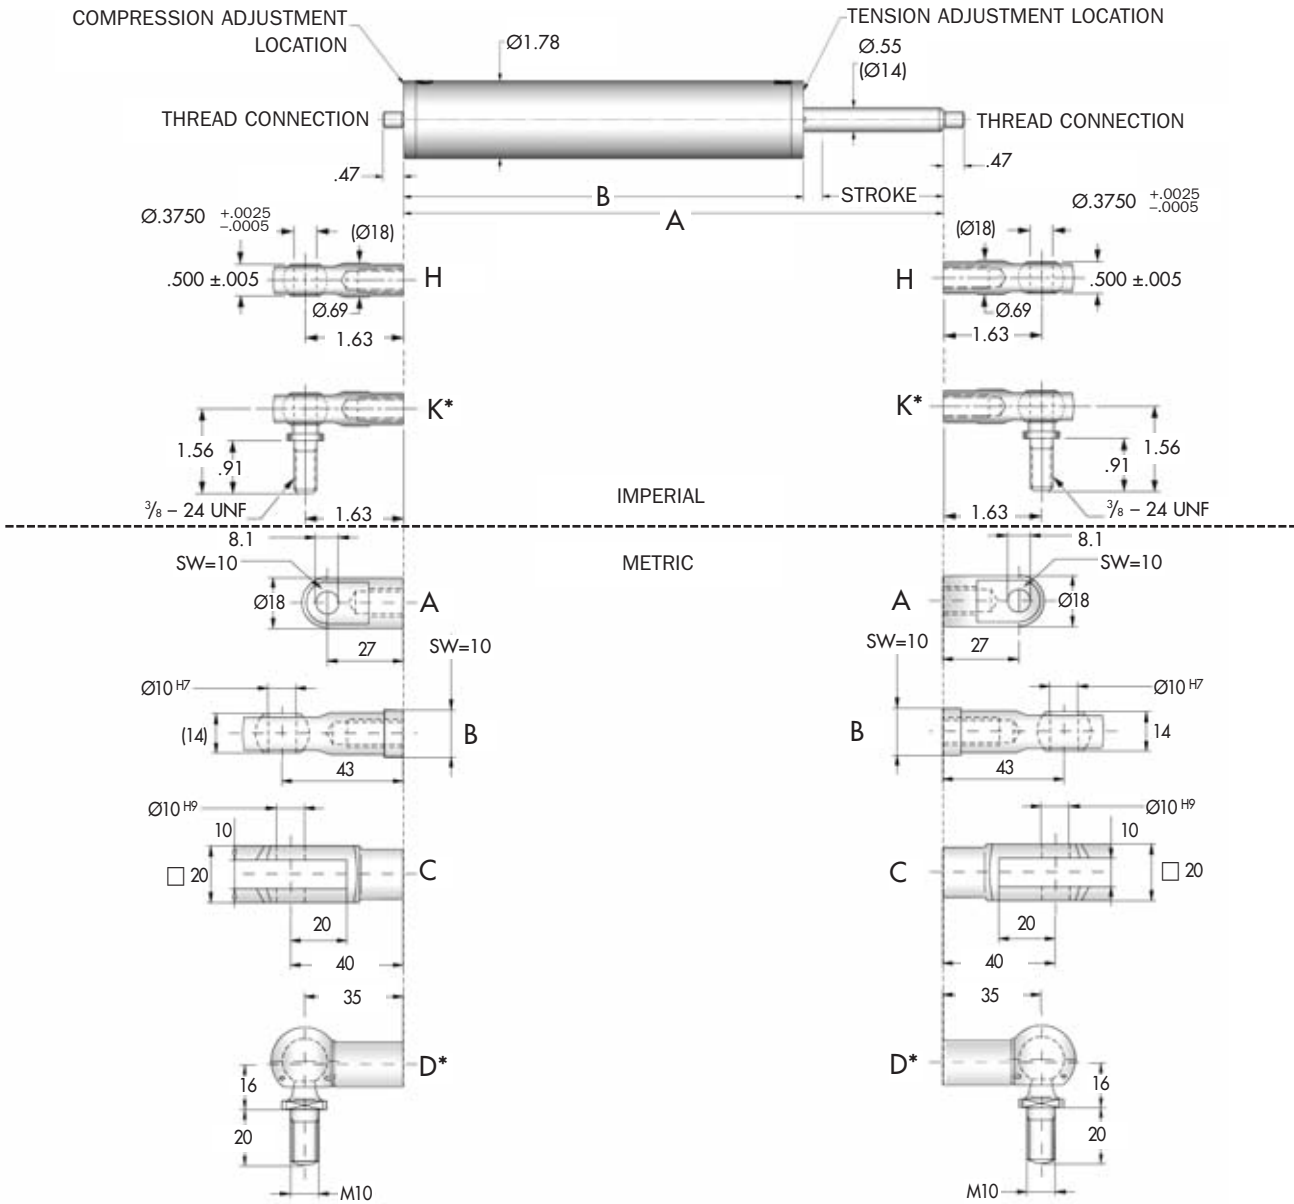 COMPRESSION ADJUSTMENT
LOCATION
Ø1.78
TENSION ADJUSTMENT LOCATION
Ø.55
(Ø14)
THREAD CONNECTION
THREAD CONNECTION
.47
.47
B
STROKE
A
Ø.3750 +.0025 –.0005
(Ø18)
.500 ±.005
H
Ø.69
1.63
Ø.3750 +.0025 –.0005
(Ø18)
H
.500 ±.005
Ø.69
1.63
K*
1.56
.91
3/8 – 24 UNF
1.63
K*
1.56
.91
1.63
3/8 – 24 UNF
IMPERIAL
METRIC
8.1
SW=10
Ø18
A
27
8.1
SW=10
A
Ø18
27
SW=10
Ø10 H7
(14)
B
43
SW=10
Ø10 H7
B
14
43
Ø10 H9
10
□ 20
C
20
40
Ø10 H9
10
C
□ 20
20
40
35
D*
16
20
M10
35
D*
16
20
M10